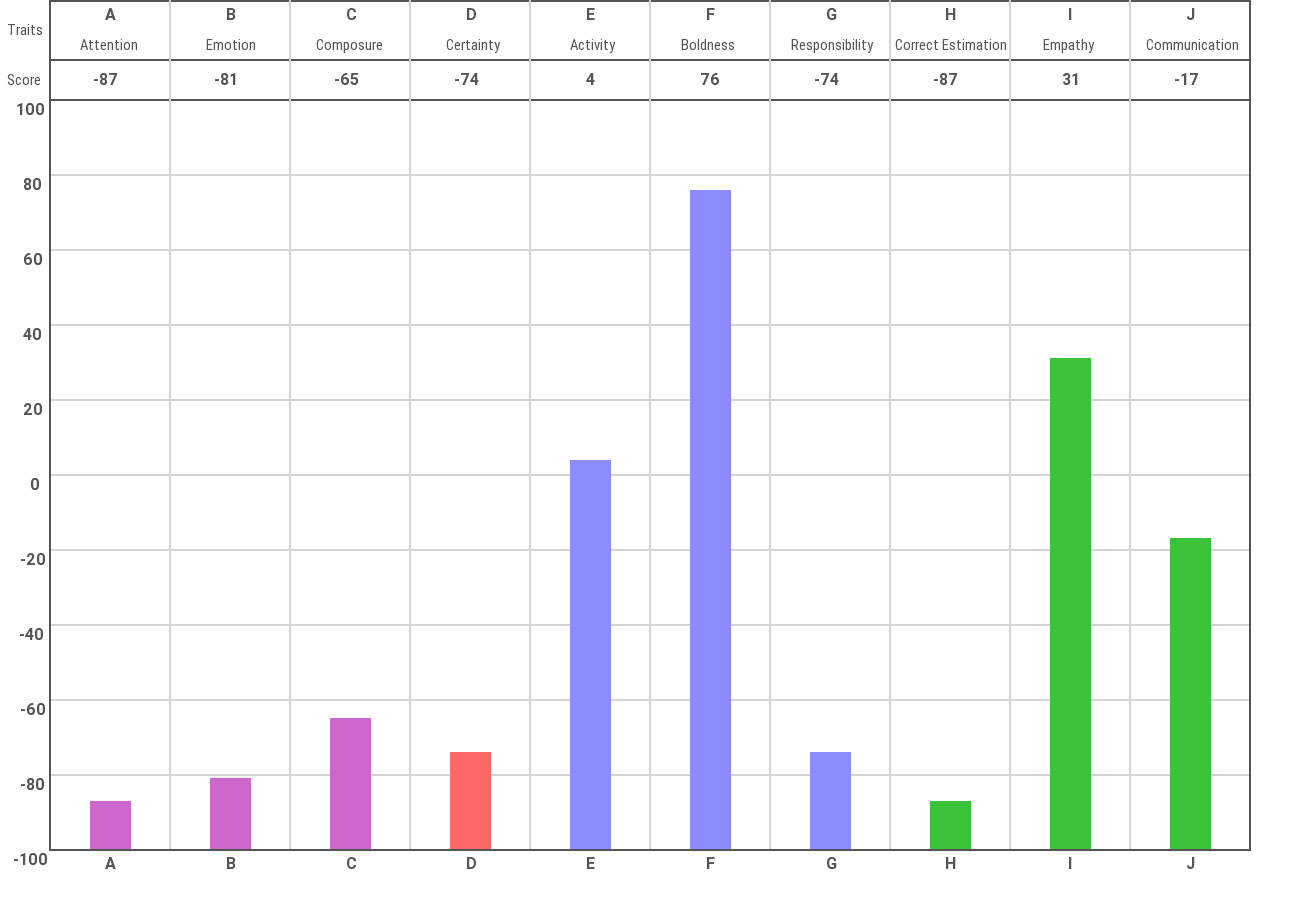 A B C D E F G H I J
Traits
Attention Emotion Composure Certainty Activity Boldness Responsibility Correct Estimation Empathy Communication
Score -87 -81 -65 -74 4 76 -74 -87 31 -17
100
80
60
40
20
0
-20
-40
-60
-80
-100
A B C D E F G H I J